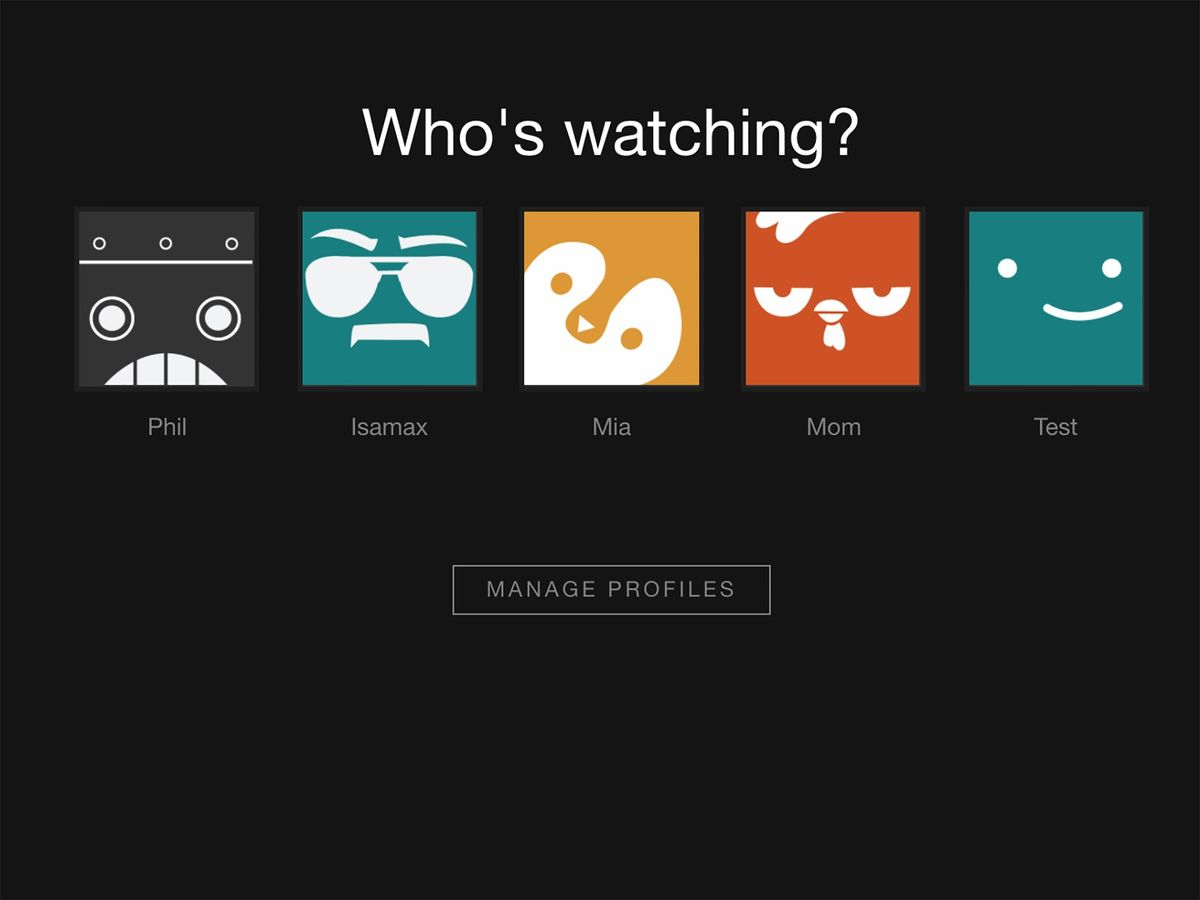 Who's watching?
Phil Isamax Mia Mom Test
MANAGE PROFILES